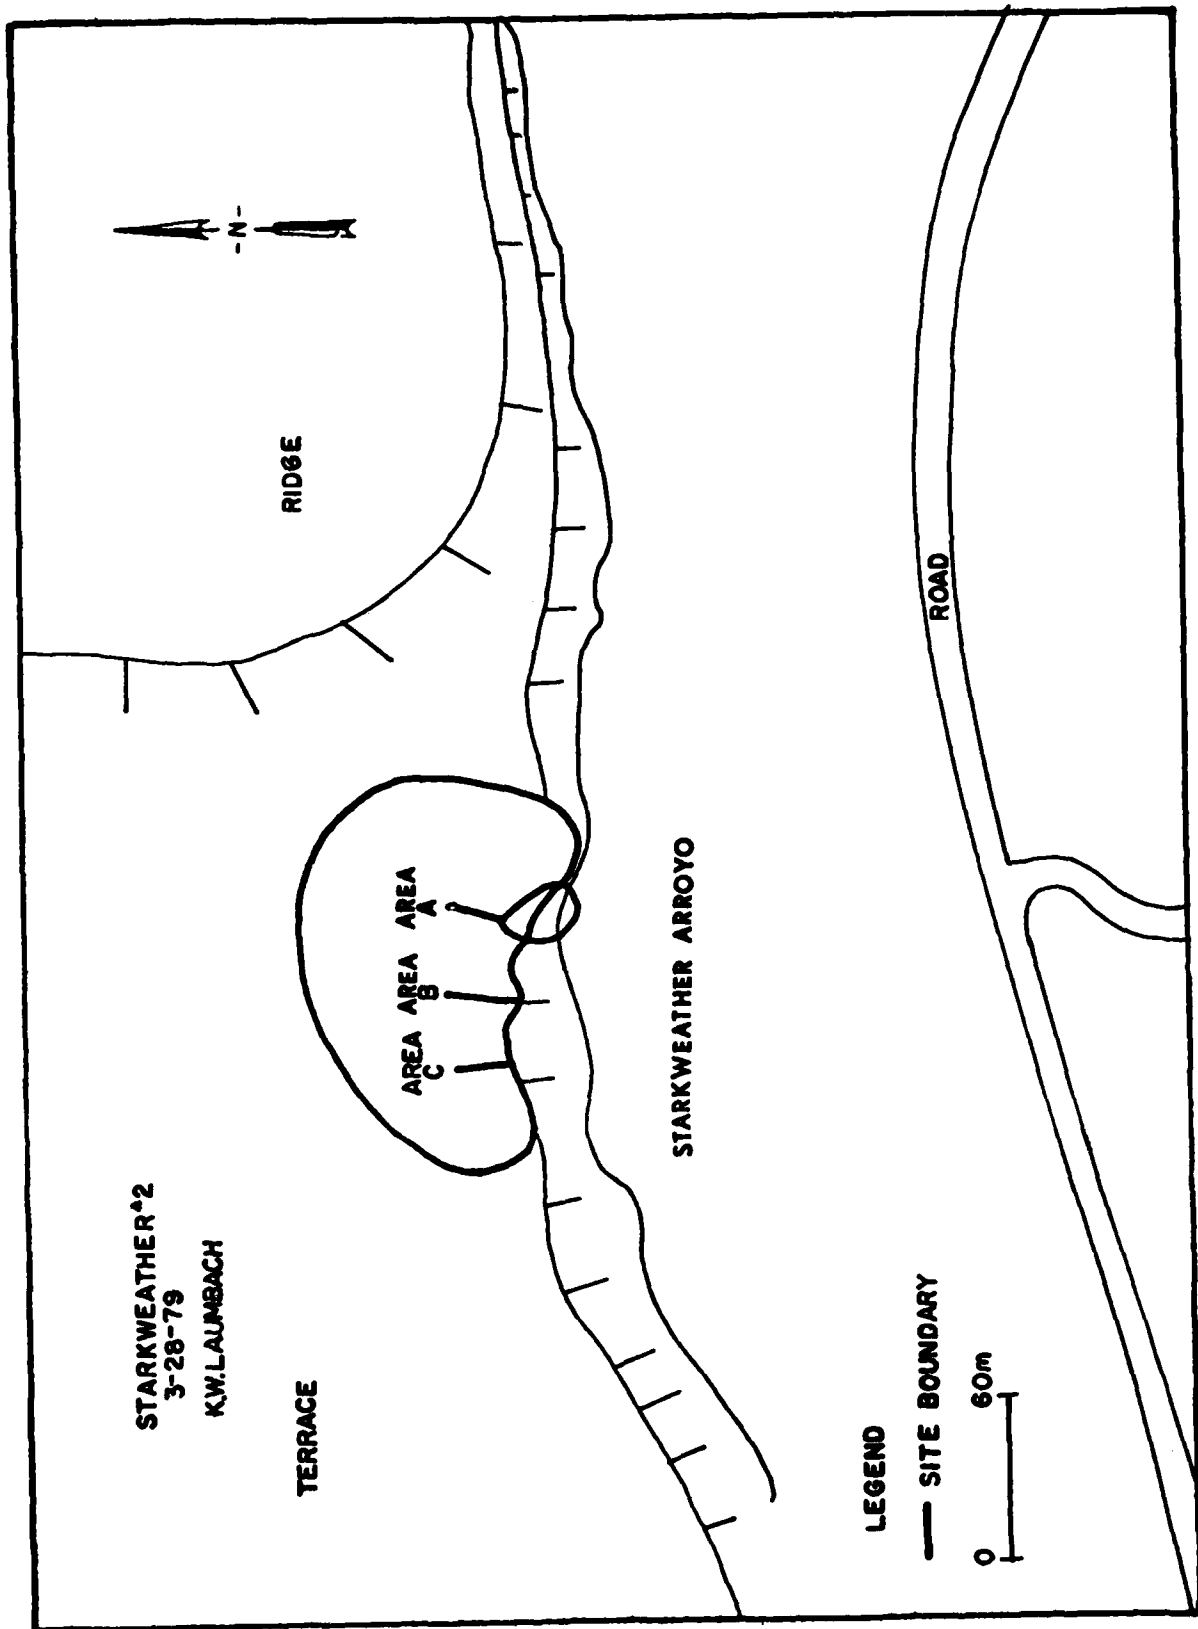 STARKWEATHER #2
3-28-79
K.W. LAUMBACH
TERRACE
RIDGE
-N-
AREA C
AREA B
AREA A
STARKWEATHER ARROYO
ROAD
LEGEND
SITE BOUNDARY
0 60m